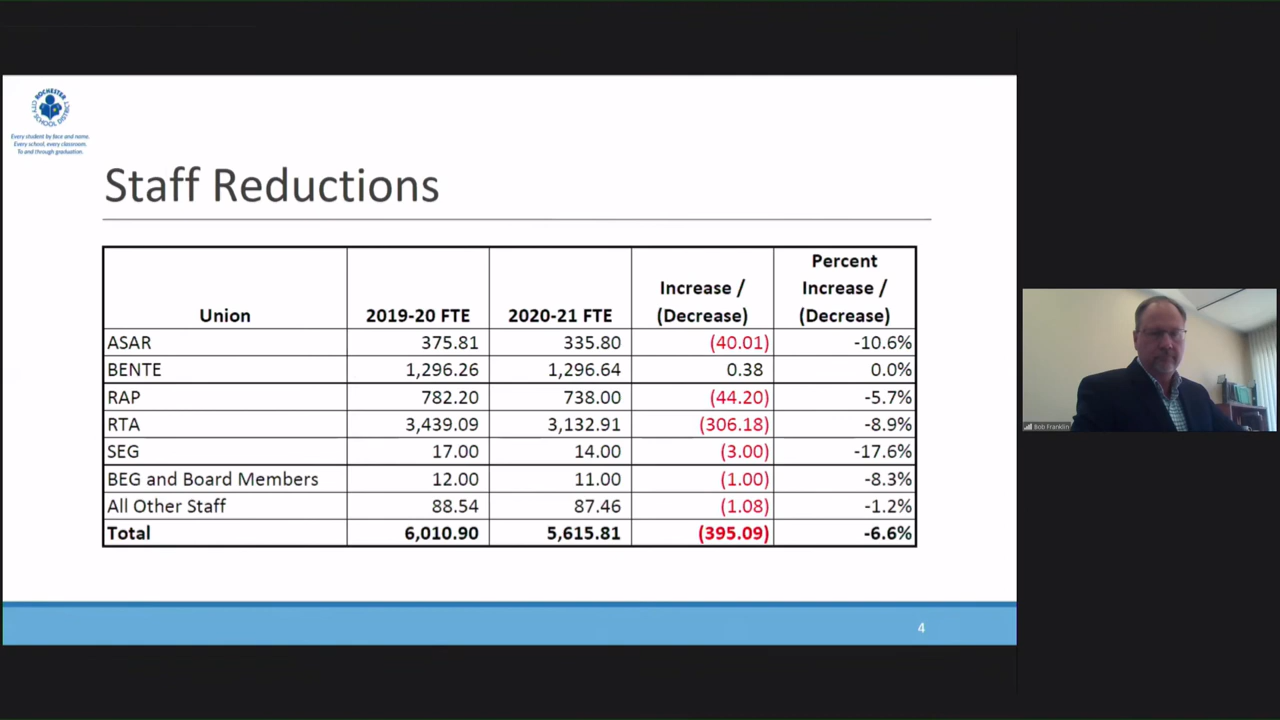 ROCHESTER
CITY SCHOOL DISTRICT
Every student by face and name.
Every school, every classroom.
To and through graduation.
Staff Reductions
Union 2019-20 FTE 2020-21 FTE Increase / (Decrease) Percent Increase / (Decrease)
ASAR 375.81 335.80 (40.01) -10.6%
BENTE 1,296.26 1,296.64 0.38 0.0%
RAP 782.20 738.00 (44.20) -5.7%
RTA 3,439.09 3,132.91 (306.18) -8.9%
SEG 17.00 14.00 (3.00) -17.6%
BEG and Board Members 12.00 11.00 (1.00) -8.3%
All Other Staff 88.54 87.46 (1.08) -1.2%
Total 6,010.90 5,615.81 (395.09) -6.6%
4
Bob Franklin